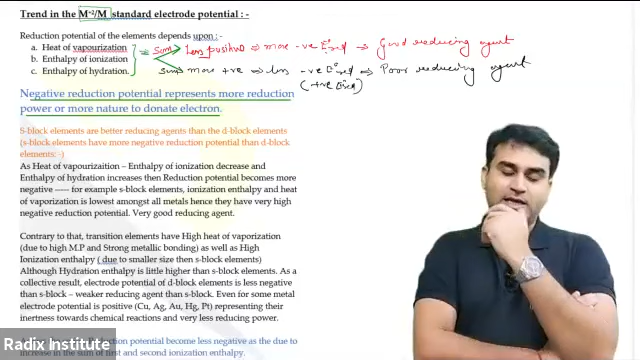 Trend in the M⁺²/M standard electrode potential : -
Reduction potential of the elements depends upon : -
a. Heat of vapourization
b. Enthalpy of ionization
c. Enthalpy of hydration.
⇒ Sum Less positive ⇒ more -ve E°red → Good reducing agent
Sum more +ve ⇒ less -ve E°red ⇒ Poor reducing agent
(+ve E°red)
Negative reduction potential represents more reduction
power or more nature to donate electron.
S-block elements are better reducing agents than the d-block elements
(s-block elements have more negative reduction potential than d-block
elements: -)
As Heat of vapourizaition – Enthalpy of ionization decrease and
Enthalpy of hydration increases then Reduction potential becomes more
negative ---- for example s-block elements, ionization enthalpy and heat
of vaporization is lowest amongst all metals hence they have very high
negative reduction potential. Very good reducing agent.
Contrary to that, transition elements have High heat of vaporization
(due to high M.P and Strong metallic bonding) as well as High
Ionization enthalpy ( due to smaller size then s-block elements)
Although Hydration enthalpy is little higher than s-block elements. As a
collective result, electrode potential of d-block elements is less negative
than s-block – weaker reducing agent than s-block. Even for some metal
electrode potential is positive (Cu, Ag, Au, Hg, Pt) representing their
inertness towards chemical reactions and very less reducing power.
Radix Institute
potential become less negative as the due
to increase in the sum of first and second ionization enthalpy.